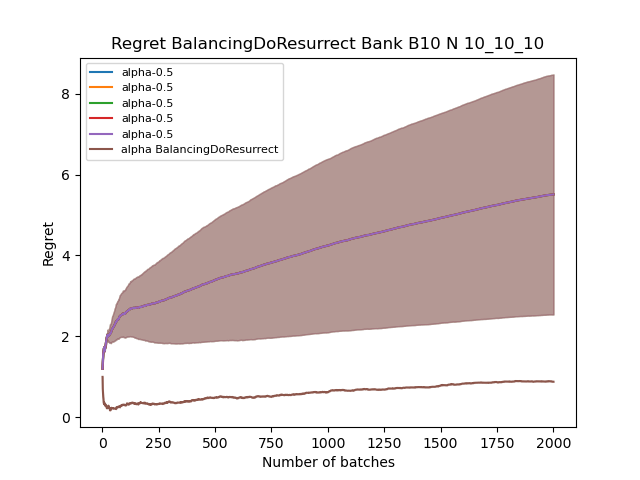 Regret BalancingDoResurrect Bank B10 N 10_10_10
alpha-0.5
alpha-0.5
alpha-0.5
alpha-0.5
alpha-0.5
alpha BalancingDoResurrect
8
6
4
2
0
Regret
0 250 500 750 1000 1250 1500 1750 2000
Number of batches